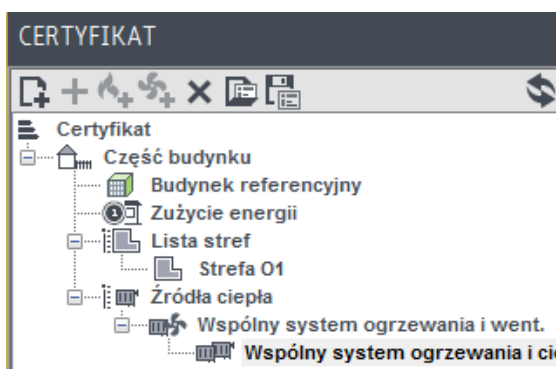 CERTYFIKAT
Certyfikat
Część budynku
Budynek referencyjny
Zużycie energii
Lista stref
Strefa O1
Źródła ciepła
Wspólny system ogrzewania i went.
Wspólny system ogrzewania i cie